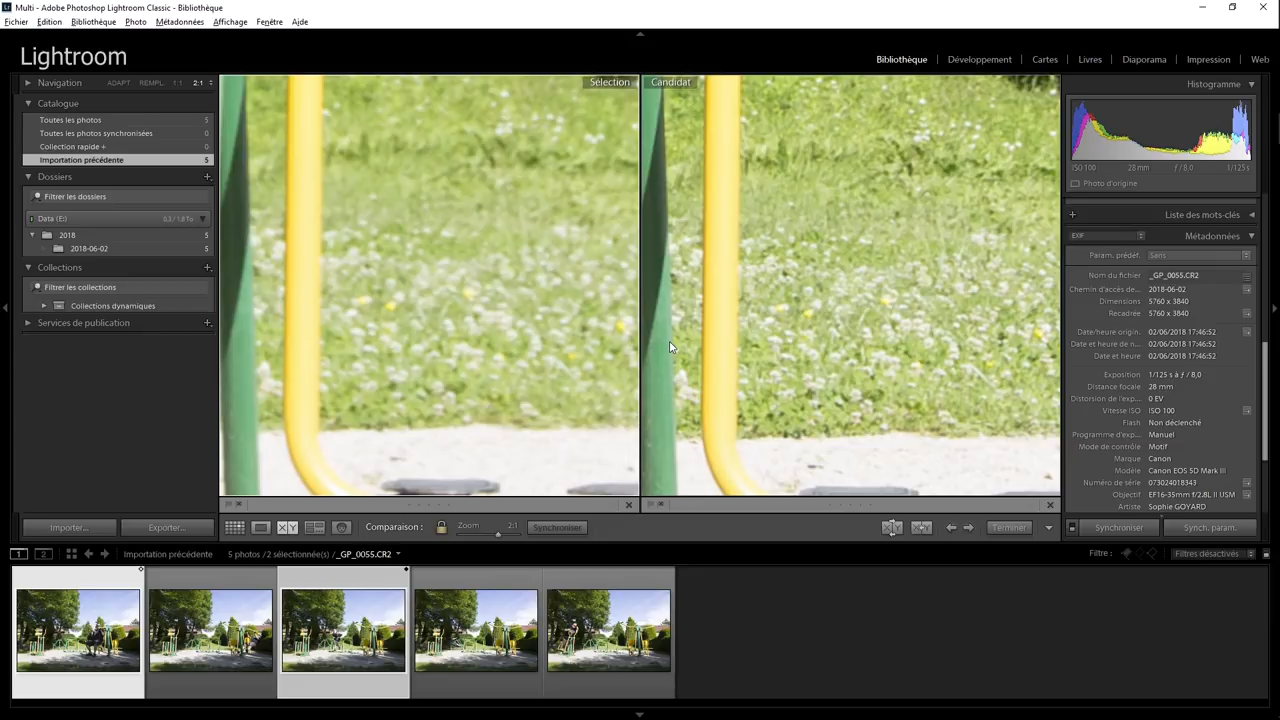 Multi - Adobe Photoshop Lightroom Classic - Bibliothèque
Fichier Edition Bibliothèque Photo Métadonnées Affichage Fenêtre Aide
Lightroom
Bibliothèque Développement Cartes Livres Diaporama Impression Web
Navigation ADAPT. REMPL. 1:1 2:1
Catalogue
Toutes les photos 5
Toutes les photos synchronisées 0
Collection rapide + 0
Importation précédente 5
Dossiers
Filtrer les dossiers
Data (E:) 0,3 / 1,8 To
2018 5
2018-06-02 5
Collections
Filtrer les collections
Collections dynamiques
Services de publication
Importer... Exporter...
Sélection
Candidat
Comparaison : Zoom 2:1 Synchroniser Terminer
Histogramme
ISO 100 28 mm ƒ / 8,0 1/125 s
Photo d'origine
Liste des mots-clés
EXIF Métadonnées
Param. prédéf. Sans
Nom du fichier _GP_0055.CR2
Chemin d'accès de... 2018-06-02
Dimensions 5760 x 3840
Recadrée 5760 x 3840
Date/heure origin. 02/06/2018 17:46:52
Date et heure de n... 02/06/2018 17:46:52
Date et heure 02/06/2018 17:46:52
Exposition 1/125 s à ƒ / 8,0
Distance focale 28 mm
Distorsion de l'exp... 0 EV
Vitesse ISO ISO 100
Flash Non déclenché
Programme d'exp... Manuel
Mode de contrôle Motif
Marque Canon
Modèle Canon EOS 5D Mark III
Numéro de série 073024018343
Objectif EF16-35mm f/2.8L II USM
Artiste Sophie GOYARD
Synchroniser Synch. param.
1 2 Importation précédente 5 photos /2 sélectionnée(s) /_GP_0055.CR2 Filtre : Filtres désactivés